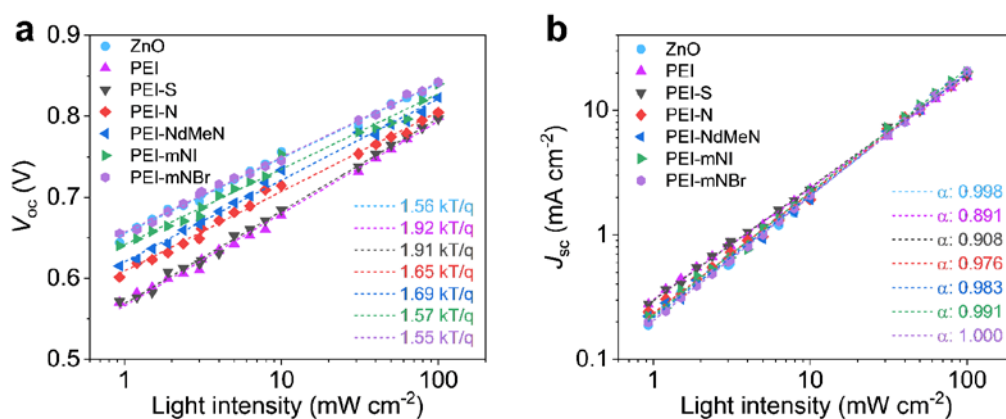 a
0.9
0.8
0.7
0.6
0.5
V_oc (V)
ZnO
PEI
PEI-S
PEI-N
PEI-NdMeN
PEI-mNI
PEI-mNBr
1.56 kT/q
1.92 kT/q
1.91 kT/q
1.65 kT/q
1.69 kT/q
1.57 kT/q
1.55 kT/q
1 10 100
Light intensity (mW cm⁻²)
b
10
1
0.1
J_sc (mA cm⁻²)
ZnO
PEI
PEI-S
PEI-N
PEI-NdMeN
PEI-mNI
PEI-mNBr
α: 0.998
α: 0.891
α: 0.908
α: 0.976
α: 0.983
α: 0.991
α: 1.000
1 10 100
Light intensity (mW cm⁻²)